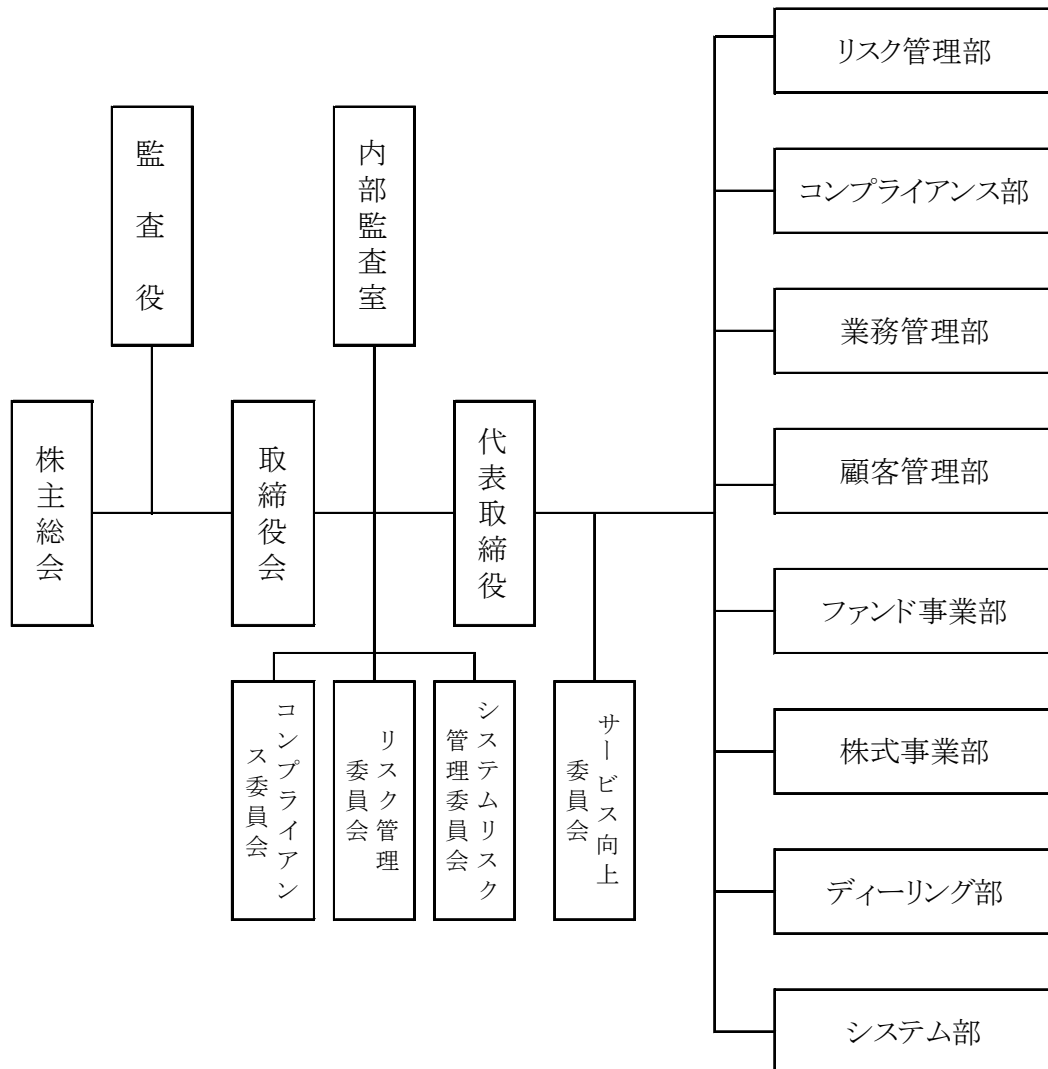 監査役
内部監査室
株主総会
取締役会
代表取締役
コンプライアン
ス委員会
リスク管理
委員会
システムリスク
管理委員会
サービス向上
委員会
リスク管理部
コンプライアンス部
業務管理部
顧客管理部
ファンド事業部
株式事業部
ディーリング部
システム部